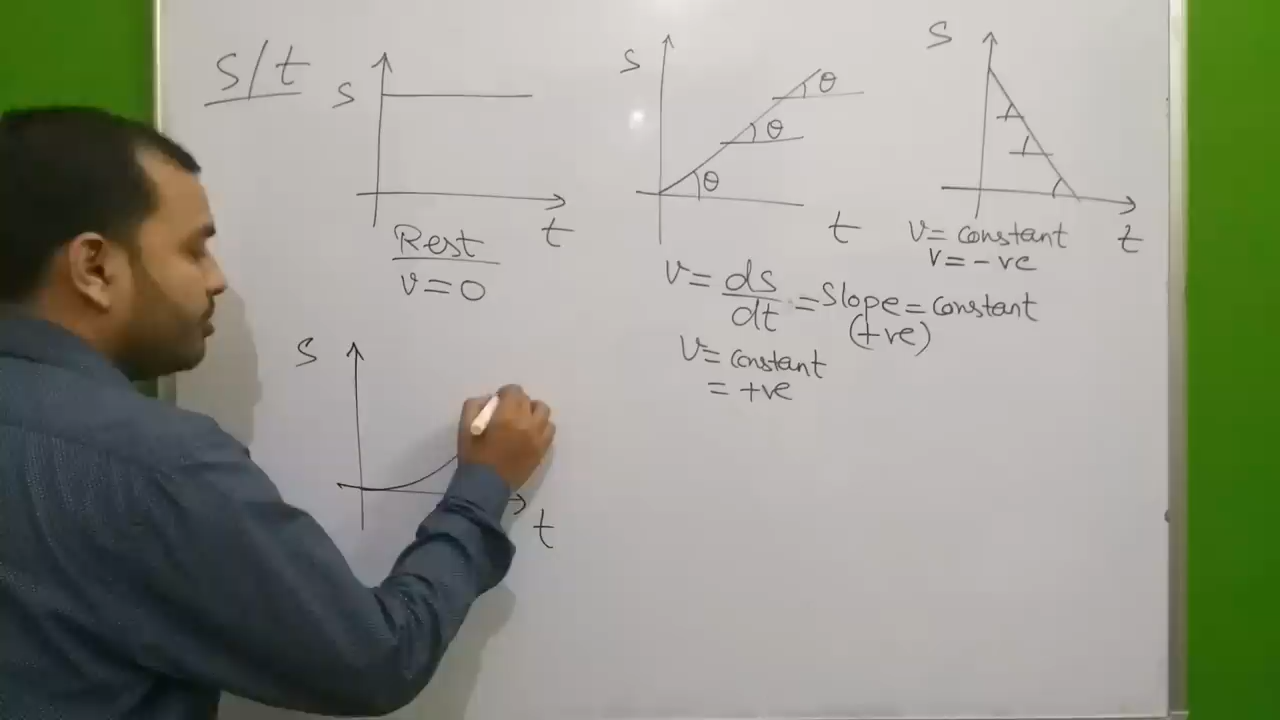 s/t
s
t
Rest
v=0
s
θ
θ
θ
t
v= ds/dt = Slope = constant
(+ve)
v= constant
= +ve
s
t
v= constant
v= -ve
s
t